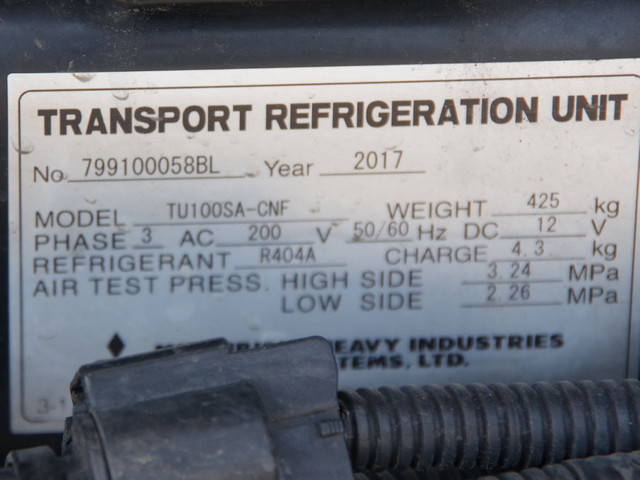 TRANSPORT REFRIGERATION UNIT
No 799100058BL Year 2017
MODEL TU100SA-CNF WEIGHT 425 kg
PHASE 3 AC 200 V 50/60 Hz DC 12 V
REFRIGERANT R404A CHARGE 4.3 kg
AIR TEST PRESS. HIGH SIDE 3.24 MPa
LOW SIDE 2.26 MPa
HEAVY INDUSTRIES
LTD.